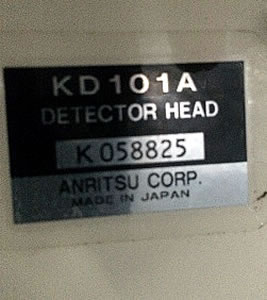 KD101A
DETECTOR HEAD
K 058825
ANRITSU CORP.
MADE IN JAPAN